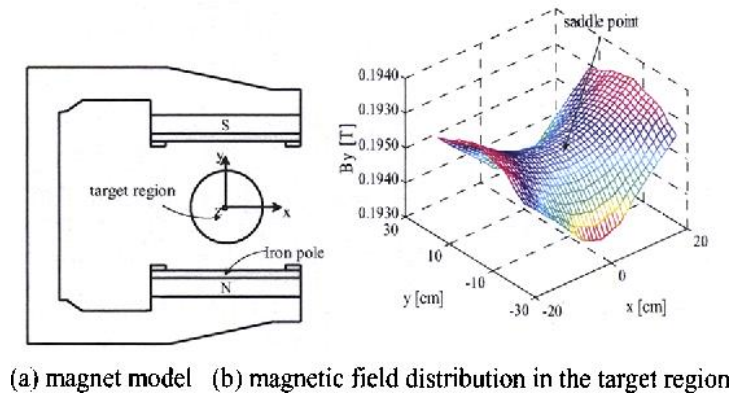 saddle point
0.1940
0.1930
0.1950
0.1940
0.1930
By [T]
30
10
-10
-30
y [cm]
-20
0
20
x [cm]
S
y
target region
x
Iron pole
N
(a) magnet model (b) magnetic field distribution in the target region